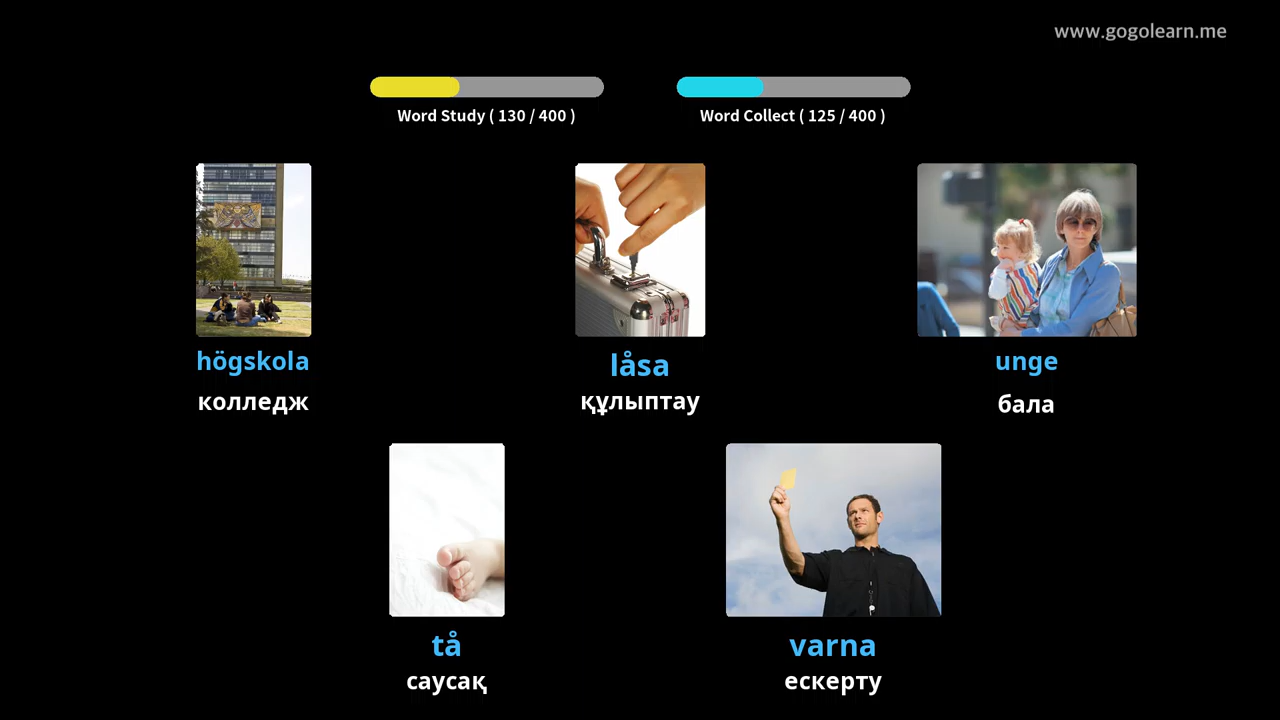 www.gogolearn.me
Word Study ( 130 / 400 )
Word Collect ( 125 / 400 )
högskola
колледж
låsa
құлыптау
unge
бала
tå
саусақ
varna
ескерту